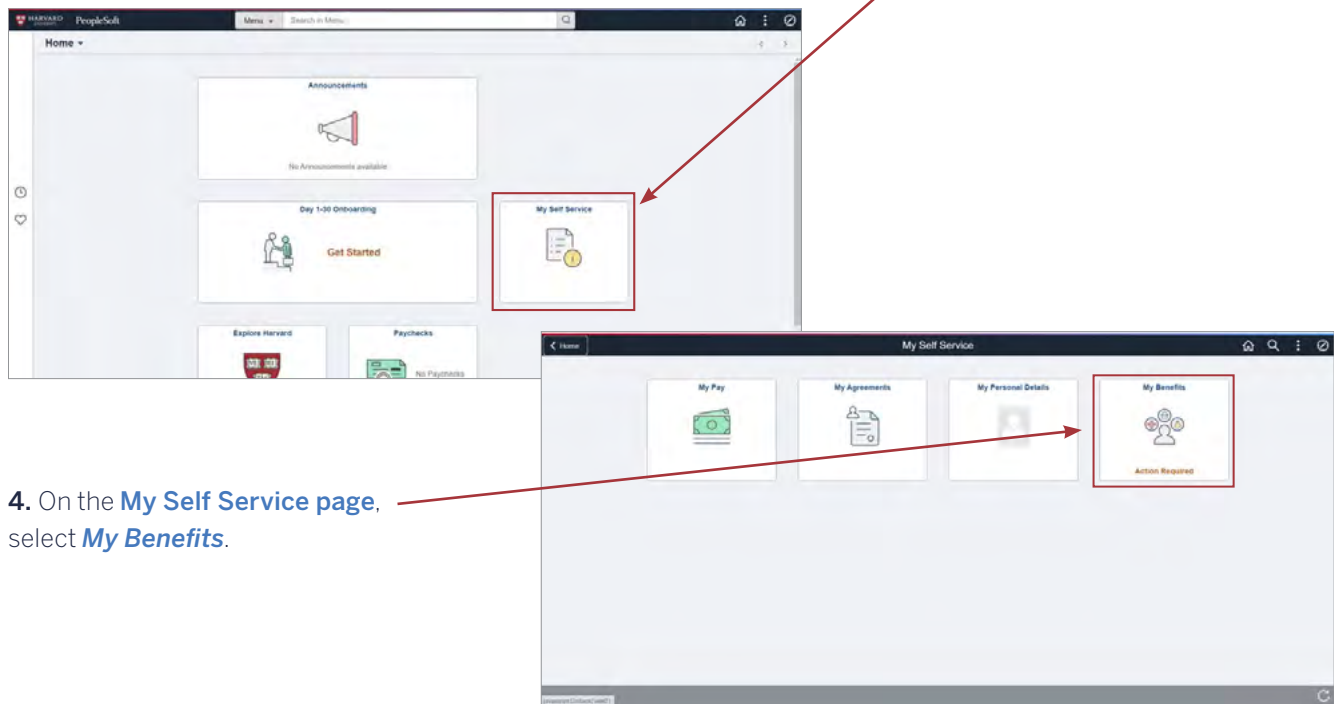 HARVARD UNIVERSITY PeopleSoft Menu Search in Menu
Home
Announcements
No Announcements available
Day 1-30 Onboarding
Get Started
My Self Service
Explore Harvard
Paychecks
No Paychecks
Home
My Self Service
My Pay
My Agreements
My Personal Details
My Benefits
Action Required
4. On the My Self Service page,
select My Benefits.